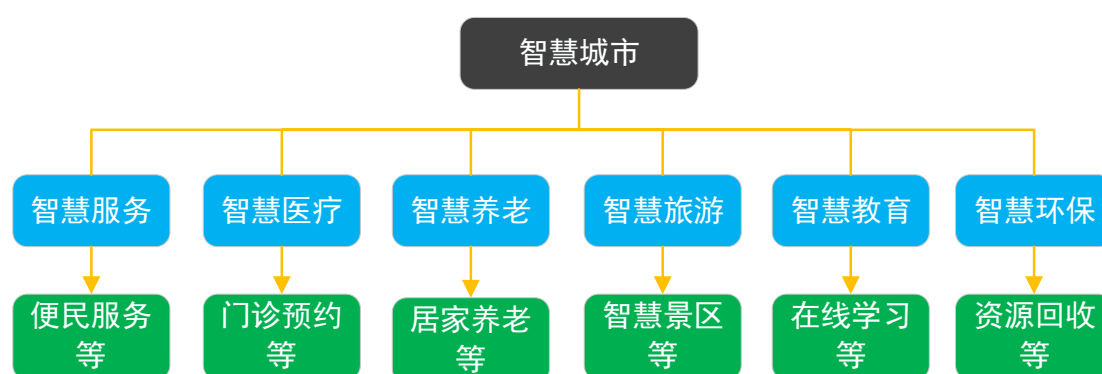 智慧城市
智慧服务
智慧医疗
智慧养老
智慧旅游
智慧教育
智慧环保
便民服务
等
门诊预约
等
居家养老
等
智慧景区
等
在线学习
等
资源回收
等